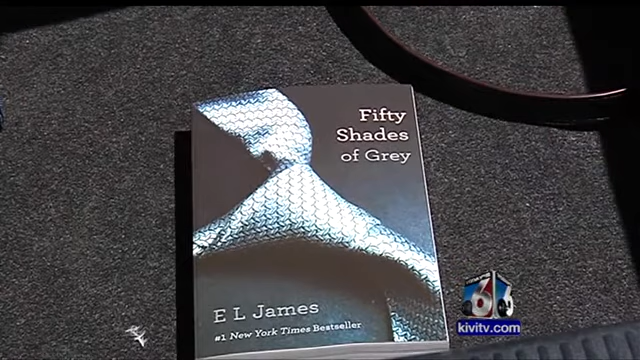 Fifty
Shades
of Grey
E L James
#1 New York Times Bestseller
6
kivitv.com